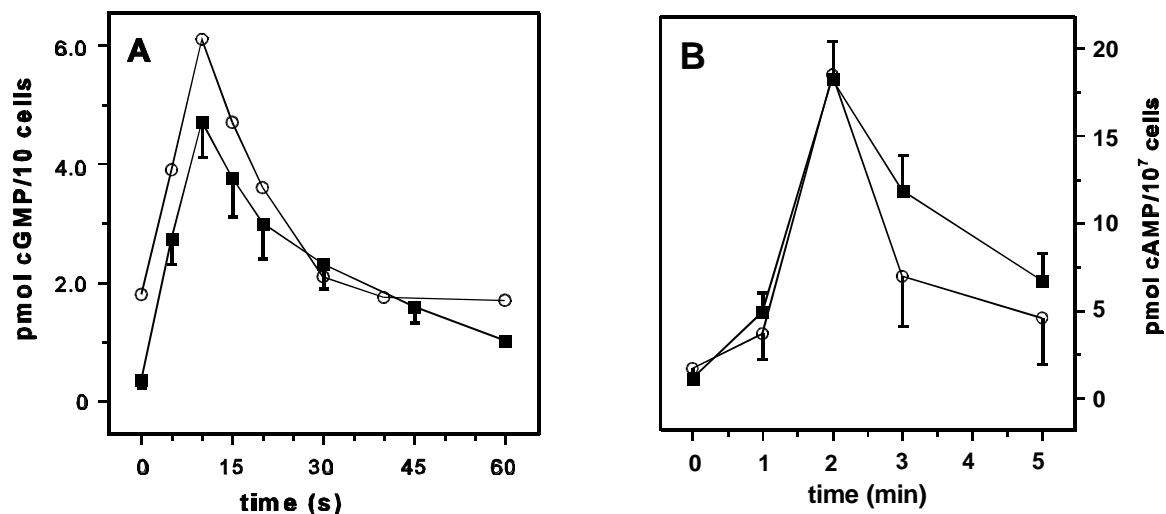 A
pmol cGMP/10 cells
6.0
4.0
2.0
0
0 15 30 45 60
time (s)
B
20
15
10
5
0
pmol cAMP/10⁷ cells
0 1 2 3 4 5
time (min)